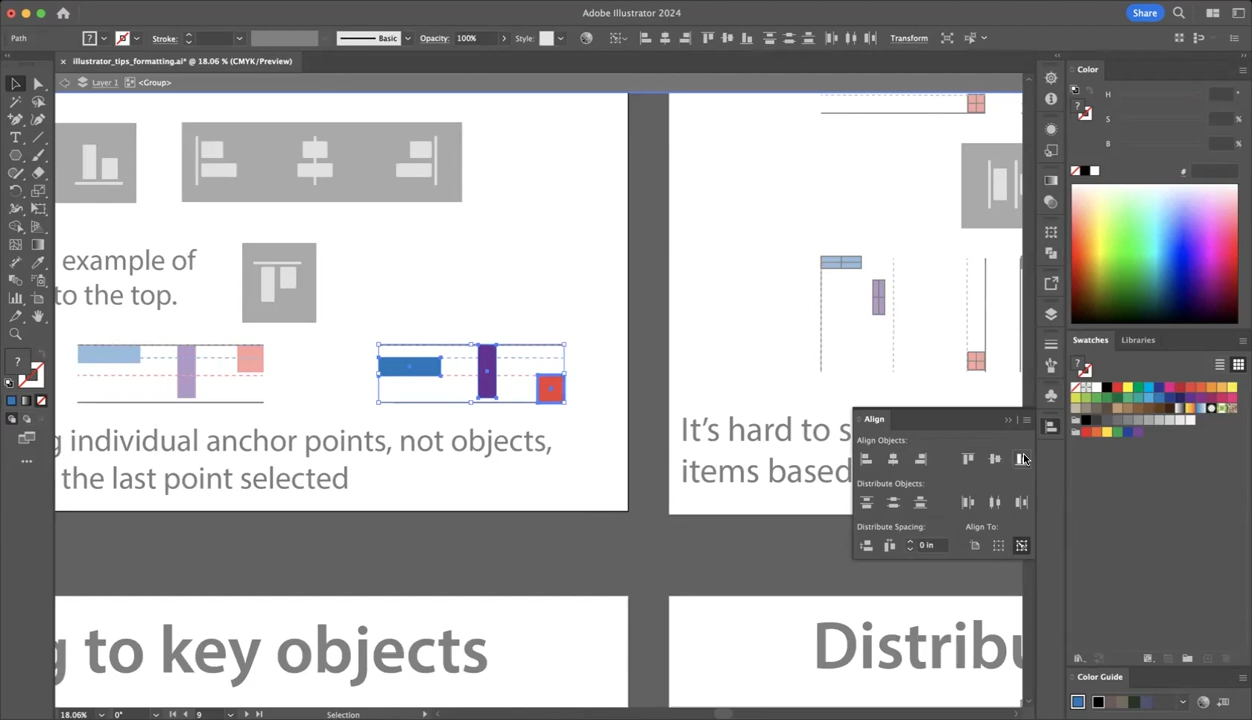 Adobe Illustrator 2024
Share
Path
Stroke:
Basic
Opacity:
100%
Style:
Transform
illustrator_tips_formatting.ai* @ 18.06 % (CMYK/Preview)
Layer 1
<Group>
example of
to the top.
g individual anchor points, not objects,
the last point selected
It's hard to s
items based
g to key objects
Distribu
Align
Align Objects:
Distribute Objects:
Distribute Spacing:
Align To:
0 in
Color
H
°
S
%
B
%
#
Swatches
Libraries
Color Guide
18.06%
0°
9
Selection